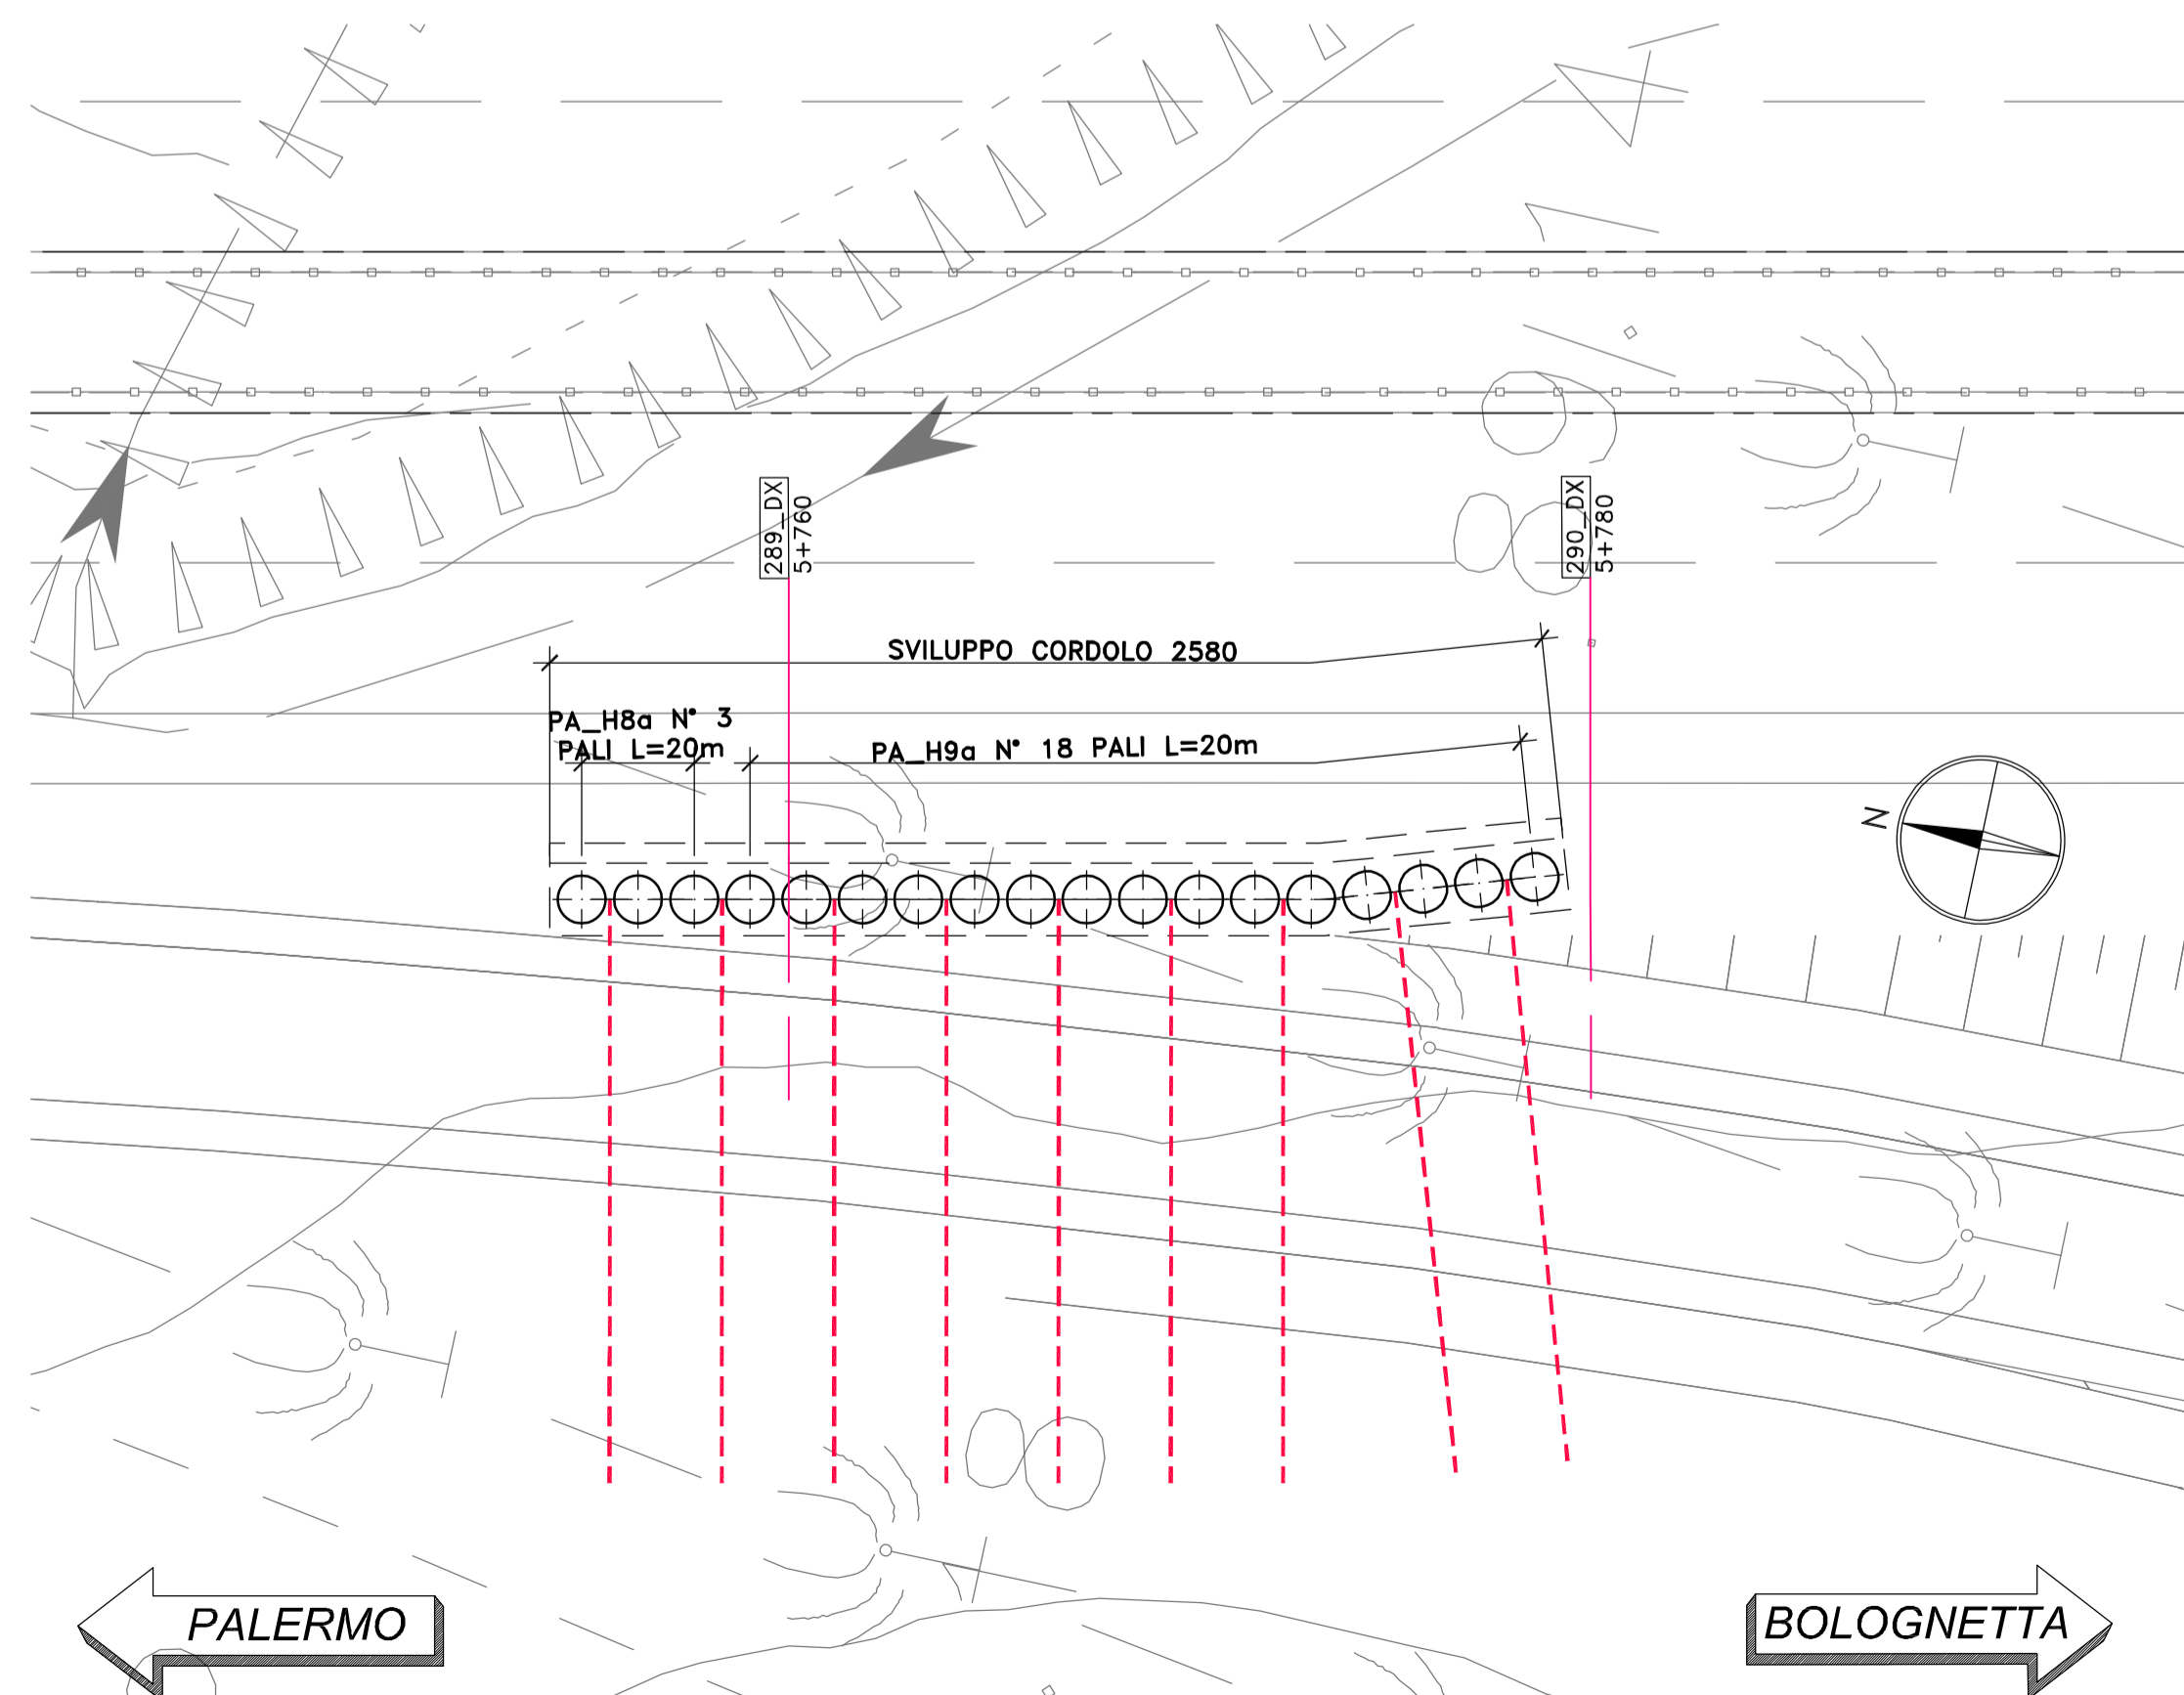 289_DX
5+760
290_DX
5+780
SVILUPPO CORDOLO 2580
PA_H8a N° 3
PALI L=20m
PA_H9a N° 18 PALI L=20m
N
PALERMO
BOLOGNETTA